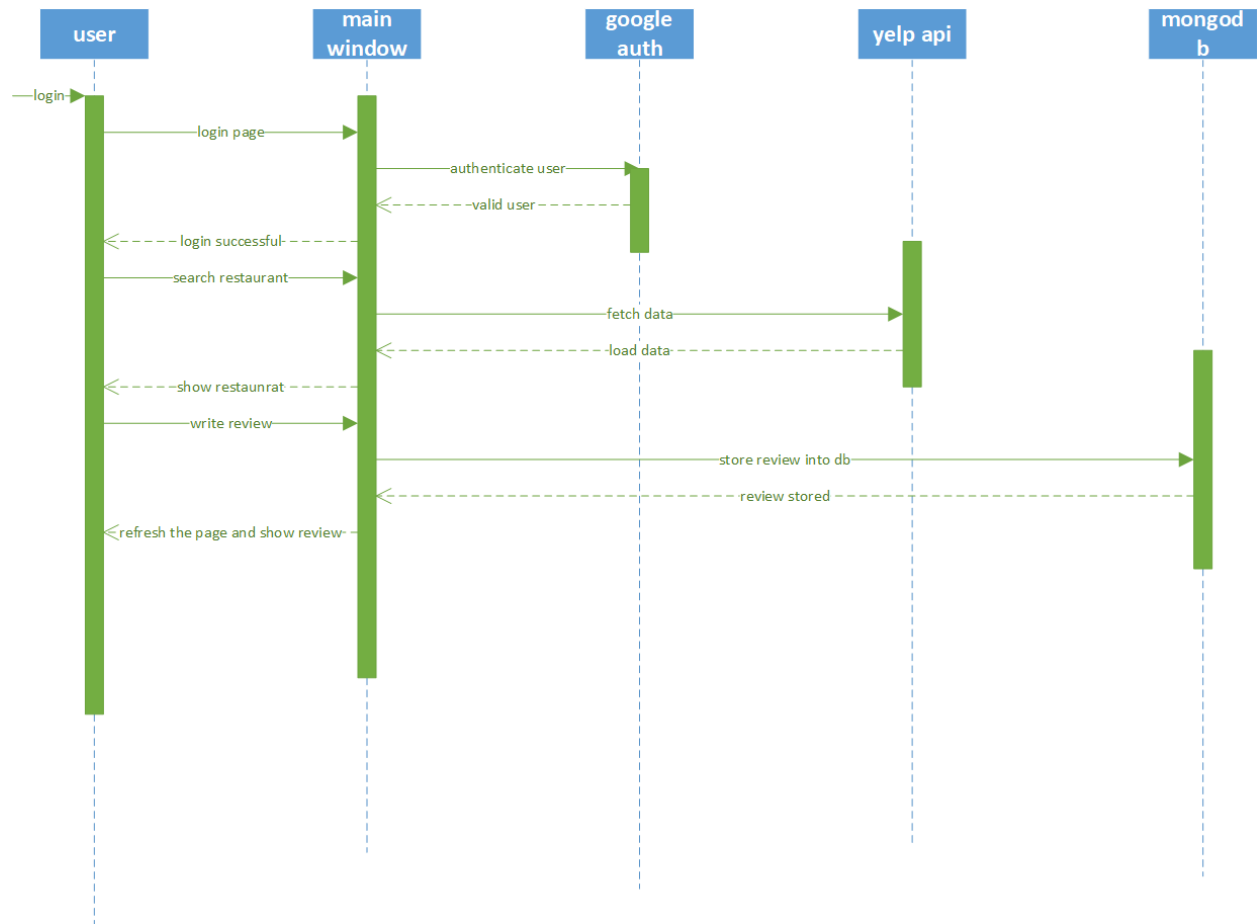 user
main
window
google
auth
yelp api
mongod
b
login
login page
authenticate user
valid user
login successful
search restaurant
fetch data
load data
show restaunrat
write review
store review into db
review stored
refresh the page and show review